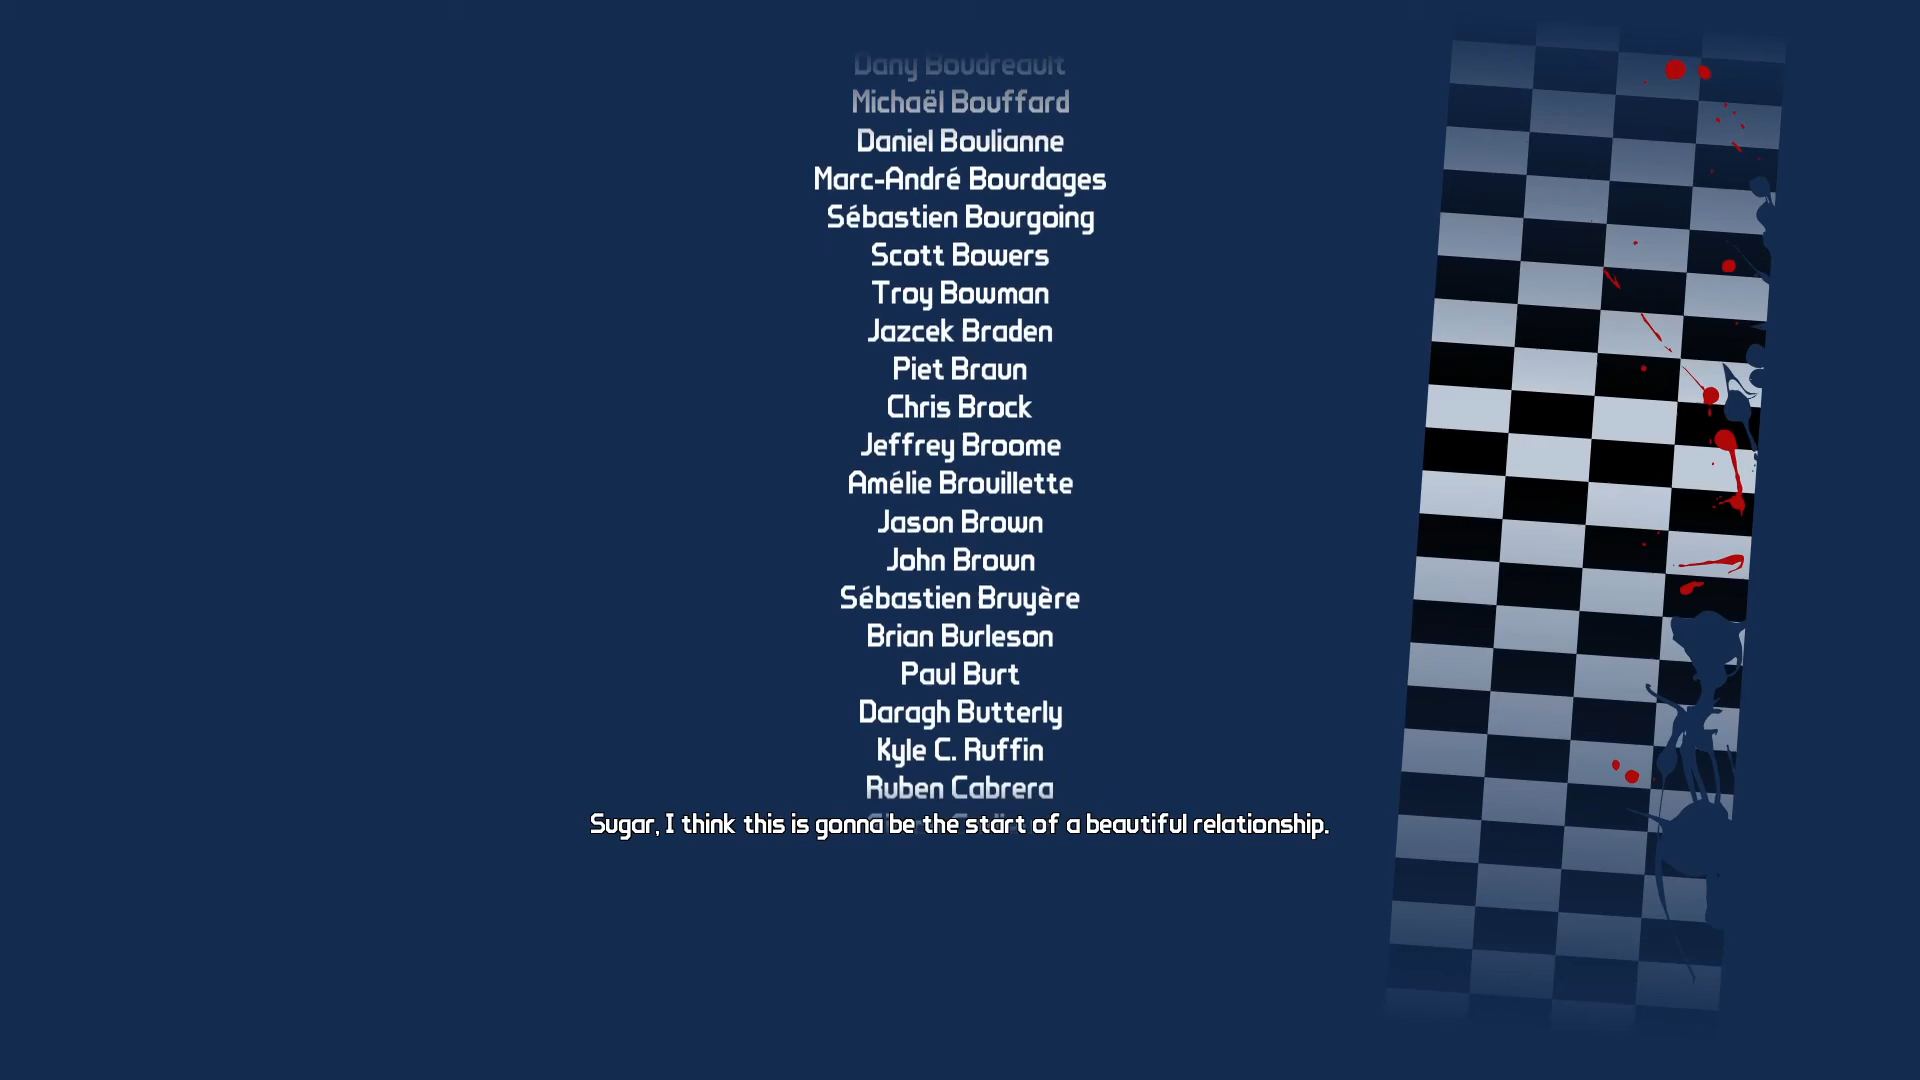 Dany Boudreault
Michaël Bouffard
Daniel Boulianne
Marc-André Bourdages
Sébastien Bourgoing
Scott Bowers
Troy Bowman
Jazcek Braden
Piet Braun
Chris Brock
Jeffrey Broome
Amélie Brouillette
Jason Brown
John Brown
Sébastien Bruyère
Brian Burleson
Paul Burt
Daragh Butterly
Kyle C. Ruffin
Ruben Cabrera
Sugar, I think this is gonna be the start of a beautiful relationship.